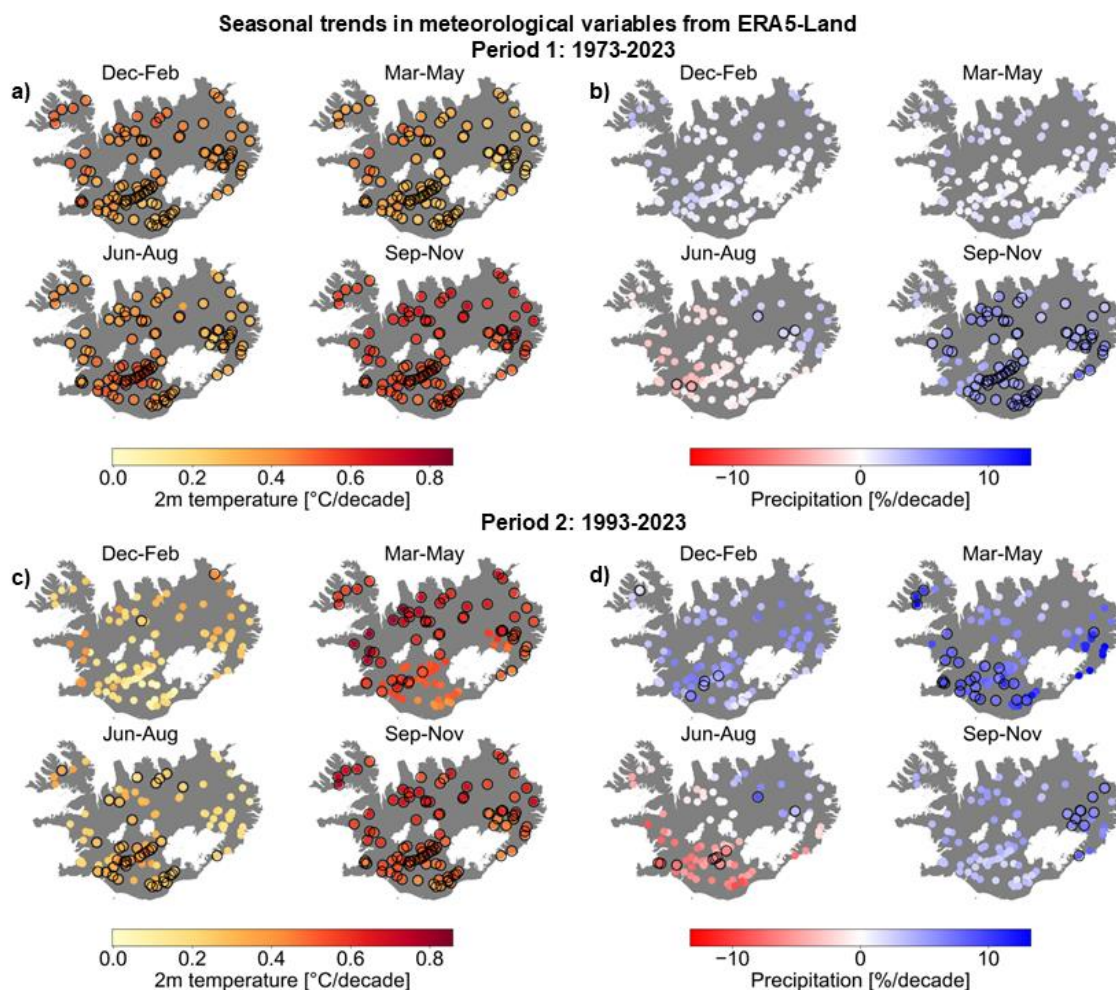 Seasonal trends in meteorological variables from ERA5-Land
Period 1: 1973-2023
a)
Dec-Feb
Mar-May
b)
Dec-Feb
Mar-May
Jun-Aug
Sep-Nov
Jun-Aug
Sep-Nov
0.0 0.2 0.4 0.6 0.8
2m temperature [°C/decade]
−10 0 10
Precipitation [%/decade]
Period 2: 1993-2023
c)
Dec-Feb
Mar-May
d)
Dec-Feb
Mar-May
Jun-Aug
Sep-Nov
Jun-Aug
Sep-Nov
0.0 0.2 0.4 0.6 0.8
2m temperature [°C/decade]
−10 0 10
Precipitation [%/decade]